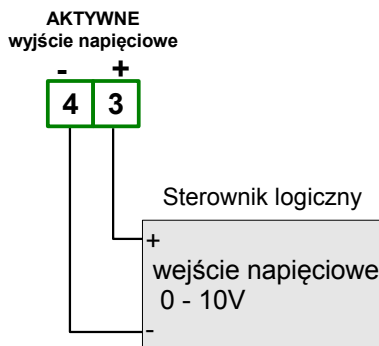 AKTYWNE
wyjście napięciowe
- +
4 3
Sterownik logiczny
+
wejście napięciowe
0 - 10V
-